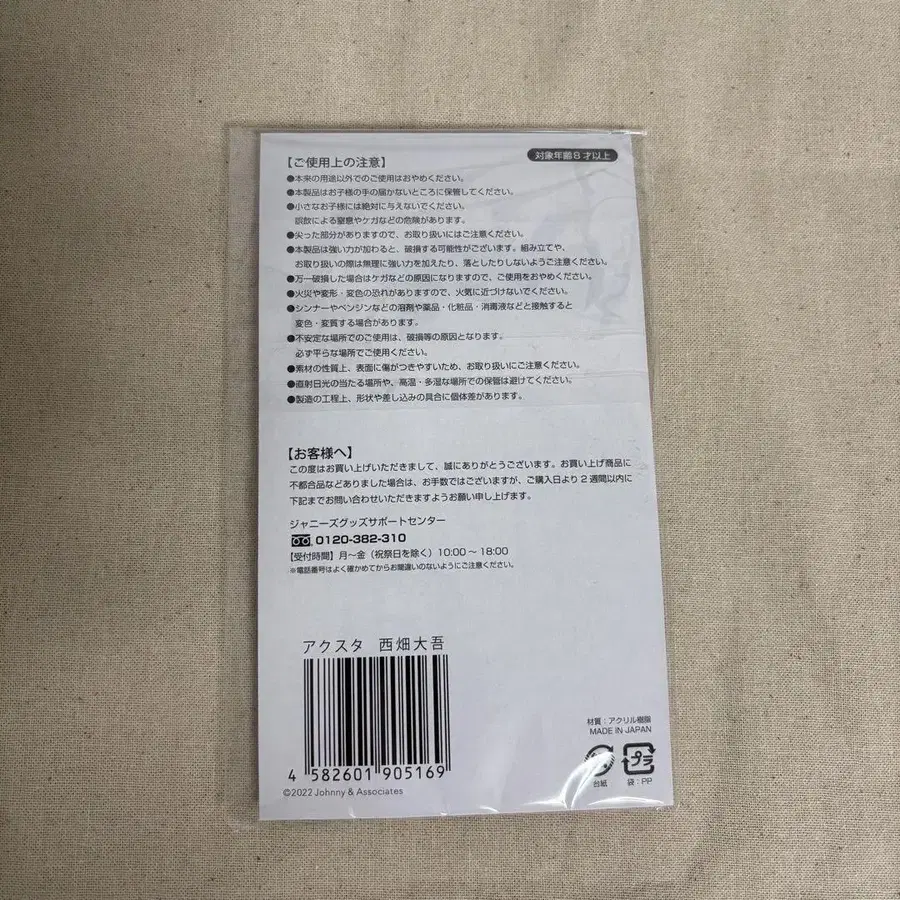 対象年齢8才以上
【ご使用上の注意】
●本来の用途以外でのご使用はおやめください。
●本製品はお子様の手の届かないところに保管してください。
●小さなお子様には絶対に与えないでください。
誤飲による窒息やケガなどの危険があります。
●尖った部分がありますので、お取り扱いにはご注意ください。
●本製品は強い力が加わると、破損する可能性がございます。組み立てや、
お取り扱いの際は無理に強い力を加えたり、落としたりしないようご注意ください。
●万一破損した場合はケガなどの原因になりますので、ご使用をおやめください。
●火災や変形・変色の恐れがありますので、火気に近づけないでください。
●シンナーやベンジンなどの溶剤や薬品・化粧品・消毒液などと接触すると
変色・変質する場合があります。
●不安定な場所でのご使用は、破損等の原因となります。
必ず平らな場所でご使用ください。
●素材の性質上、表面に傷がつきやすいため、お取り扱いにご注意ください。
●直射日光の当たる場所や、高温・多湿な場所での保管は避けてください。
●製造の工程上、形状や差し込みの具合に個体差があります。
【お客様へ】
この度はお買い上げいただきまして、誠にありがとうございます。お買い上げ商品に
不都合品などありました場合は、お手数ではございますが、ご購入日より2週間以内に
下記までお問い合わせいただきますようお願い申し上げます。
ジャニーズグッズサポートセンター
0120-382-310
【受付時間】月〜金（祝祭日を除く）10:00〜18:00
※電話番号はよく確かめてからお間違いのないようにご注意ください。
アクスタ 西畑大吾
4 582601 905169
©2022 Johnny & Associates
材質：アクリル樹脂
MADE IN JAPAN
プラ
台紙
袋：PP